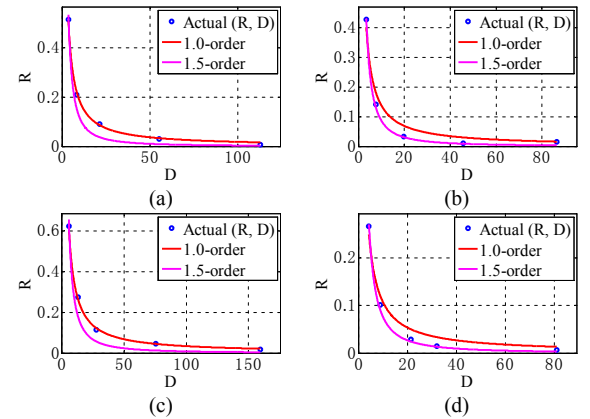 Actual (R, D)
1.0-order
1.5-order
R
0.4
0.2
0
0
50
100
D
(a)
Actual (R, D)
1.0-order
1.5-order
R
0.4
0.3
0.2
0.1
0
0
20
40
60
80
D
(b)
Actual (R, D)
1.0-order
1.5-order
R
0.6
0.4
0.2
0
0
50
100
150
D
(c)
Actual (R, D)
1.0-order
1.5-order
R
0.2
0.1
0
0
20
40
60
80
D
(d)